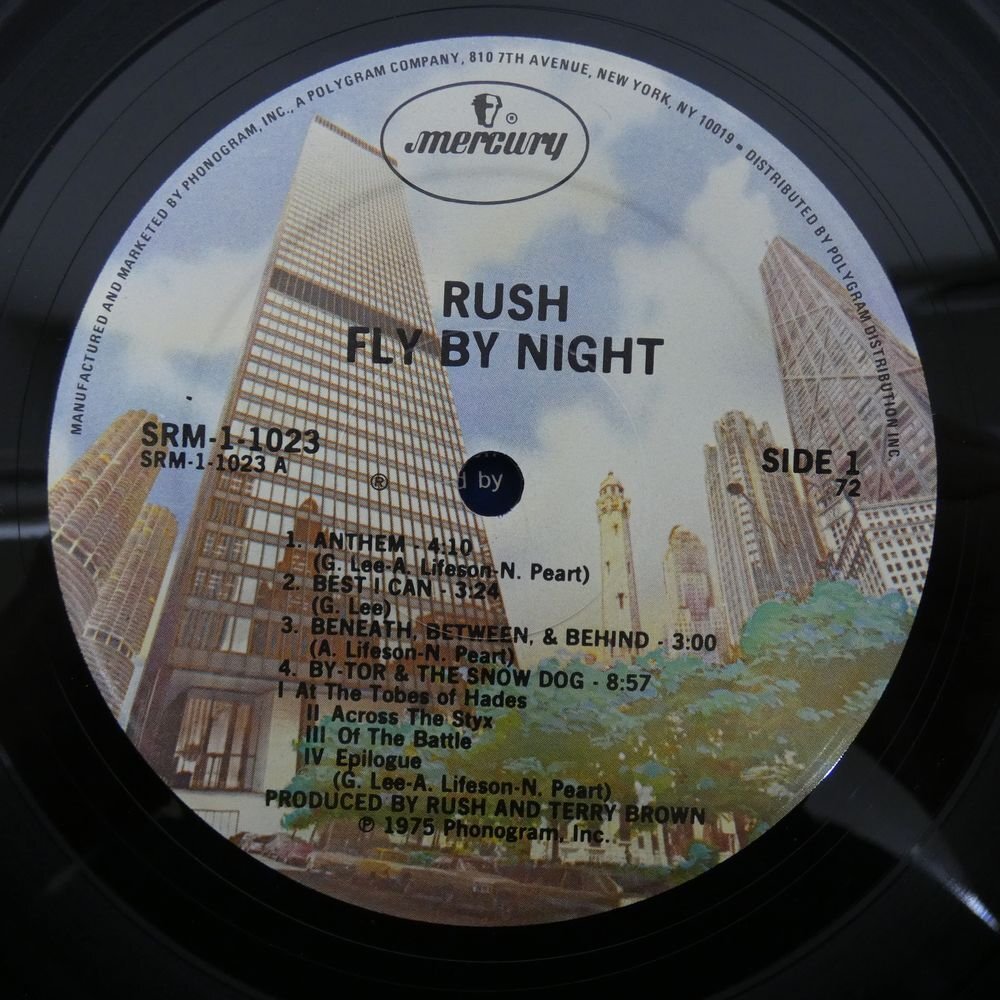 MANUFACTURED AND MARKETED BY PHONOGRAM, INC., A POLYGRAM COMPANY, 810 7TH AVENUE, NEW YORK, NY 10019 ▪ DISTRIBUTED BY POLYGRAM DISTRIBUTION INC.
®
mercury
RUSH
FLY BY NIGHT
SRM-1-1023
SRM-1-1023 A
SIDE 1
72
®
d by
1. ANTHEM - 4:10
(G. Lee-A. Lifeson-N. Peart)
2. BEST I CAN - 3:24
(G. Lee)
3. BENEATH, BETWEEN, & BEHIND - 3:00
(A. Lifeson-N. Peart)
4. BY-TOR & THE SNOW DOG - 8:57
I At The Tobes of Hades
II Across The Styx
III Of The Battle
IV Epilogue
(G. Lee-A. Lifeson-N. Peart)
PRODUCED BY RUSH AND TERRY BROWN
℗ 1975 Phonogram, Inc.